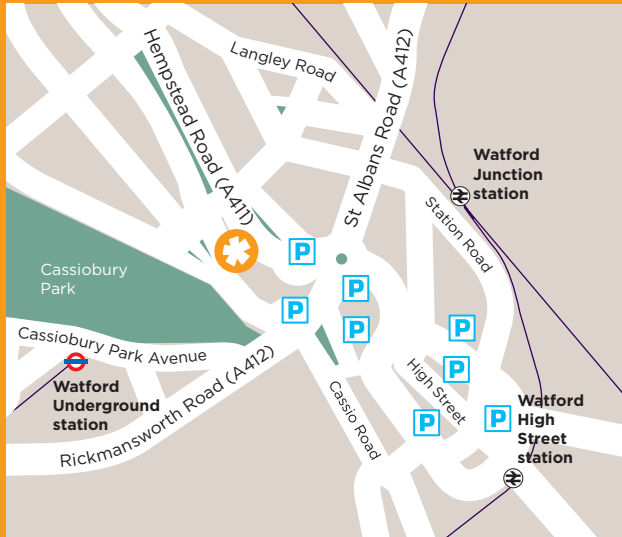 Hempstead Road (A411)
Langley Road
St Albans Road (A412)
Watford
Junction
station
Station Road
P
P
P
P
Cassiobury
Park
Cassiobury Park Avenue
Watford
Underground
station
Rickmansworth Road (A412)
Cassio Road
High Street
P
P
P
P
Watford
High
Street
station